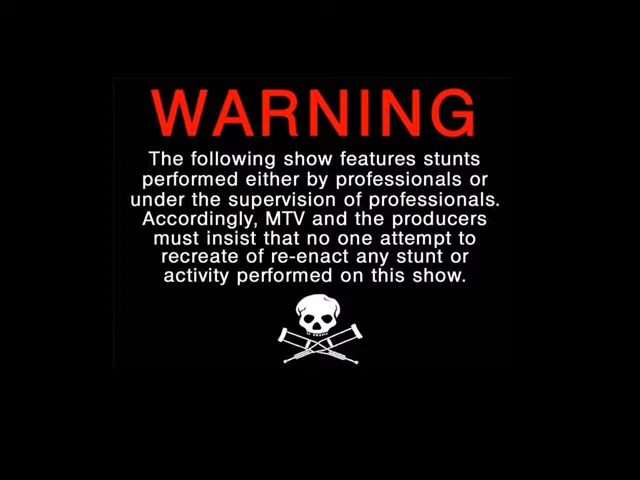 WARNING
The following show features stunts
performed either by professionals or
under the supervision of professionals.
Accordingly, MTV and the producers
must insist that no one attempt to
recreate of re-enact any stunt or
activity performed on this show.